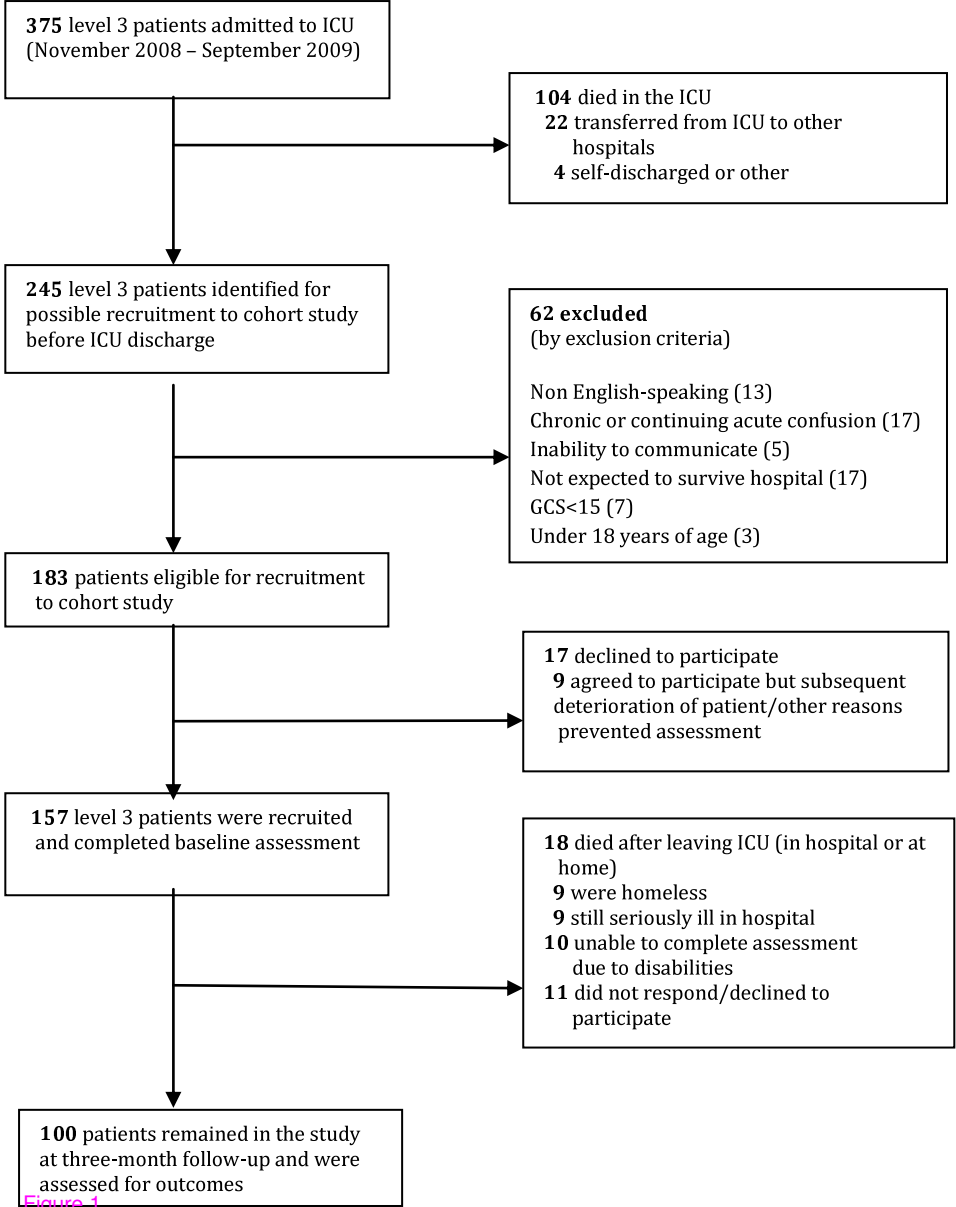 375 level 3 patients admitted to ICU
(November 2008 – September 2009)
104 died in the ICU
22 transferred from ICU to other
hospitals
4 self-discharged or other
245 level 3 patients identified for
possible recruitment to cohort study
before ICU discharge
62 excluded
(by exclusion criteria)
Non English-speaking (13)
Chronic or continuing acute confusion (17)
Inability to communicate (5)
Not expected to survive hospital (17)
GCS<15 (7)
Under 18 years of age (3)
183 patients eligible for recruitment
to cohort study
17 declined to participate
9 agreed to participate but subsequent
deterioration of patient/other reasons
prevented assessment
157 level 3 patients were recruited
and completed baseline assessment
18 died after leaving ICU (in hospital or at
home)
9 were homeless
9 still seriously ill in hospital
10 unable to complete assessment
due to disabilities
11 did not respond/declined to
participate
100 patients remained in the study
at three-month follow-up and were
assessed for outcomes
Figure 1